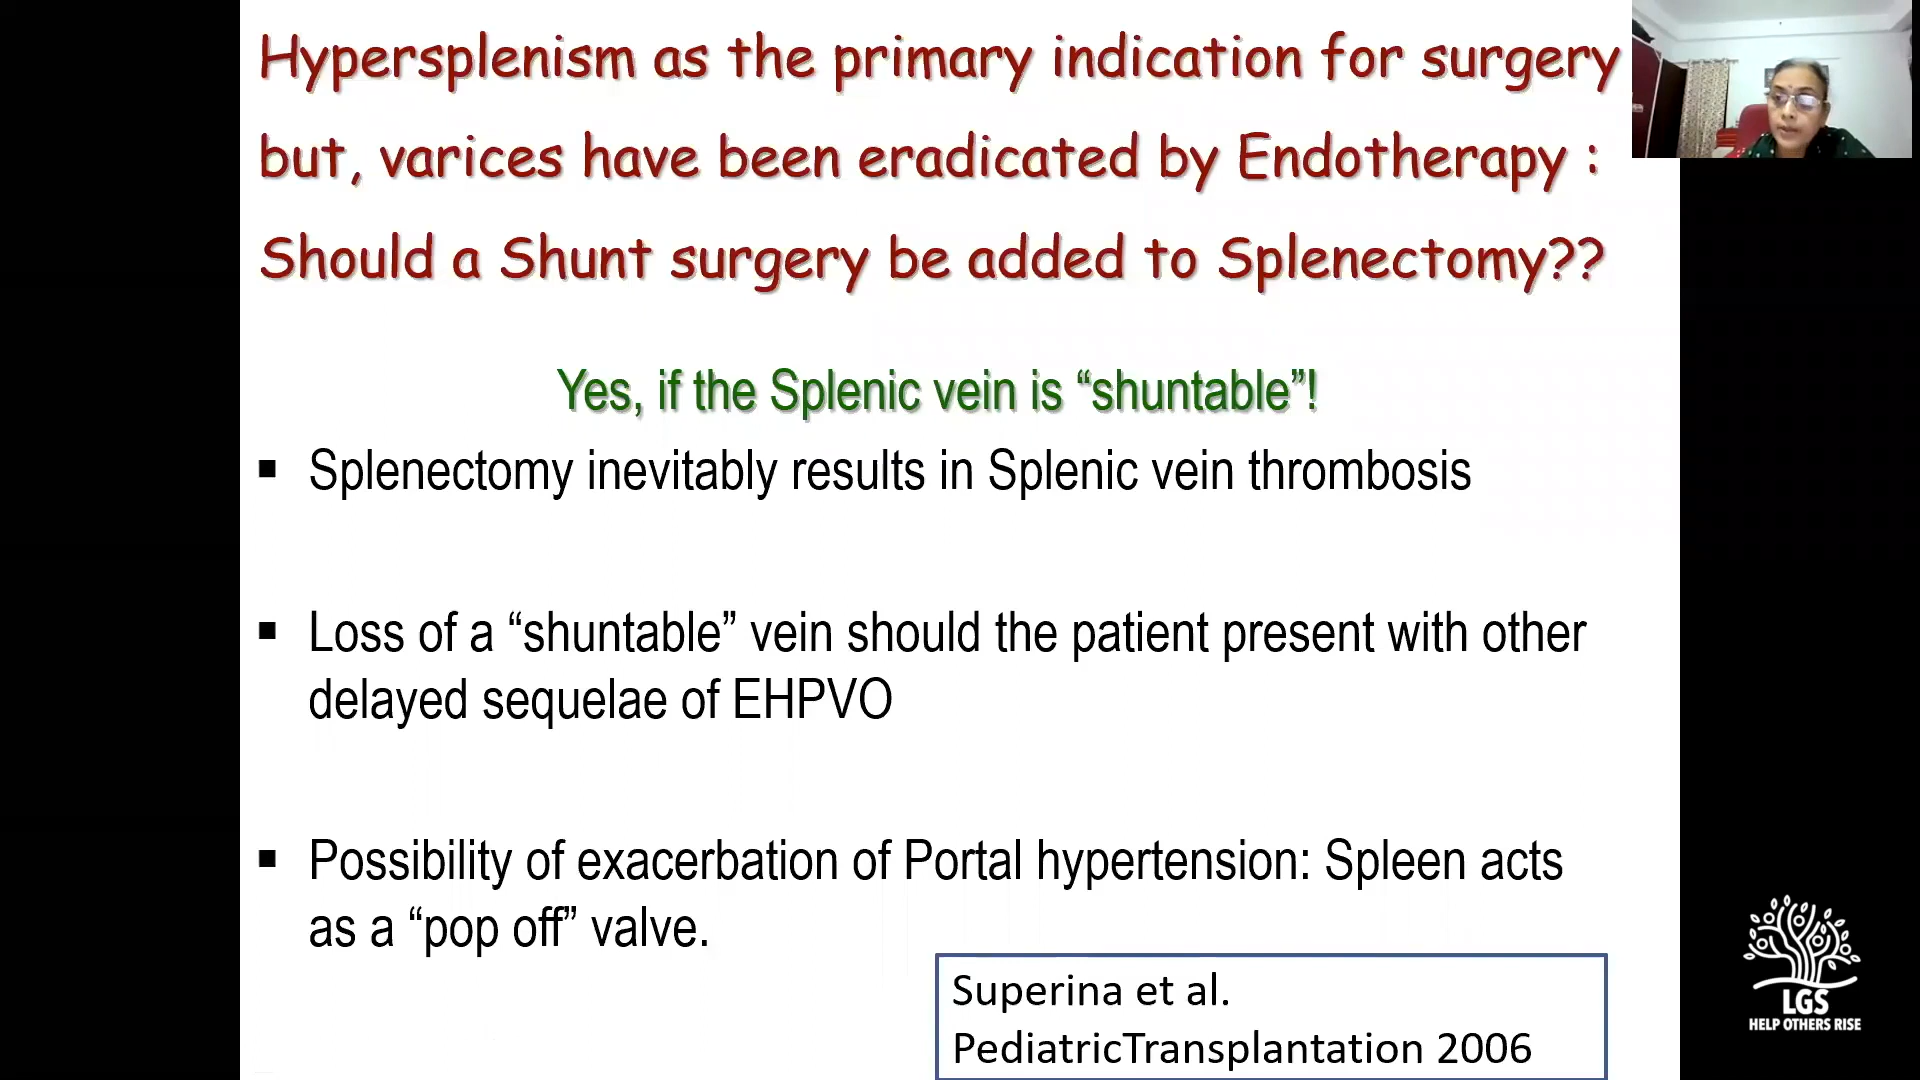 Hypersplenism as the primary indication for surgery
but, varices have been eradicated by Endotherapy :
Should a Shunt surgery be added to Splenectomy??
Yes, if the Splenic vein is “shuntable”!
▪ Splenectomy inevitably results in Splenic vein thrombosis
▪ Loss of a “shuntable” vein should the patient present with other
delayed sequelae of EHPVO
▪ Possibility of exacerbation of Portal hypertension: Spleen acts
as a “pop off” valve.
Superina et al.
PediatricTransplantation 2006
LGS
HELP OTHERS RISE